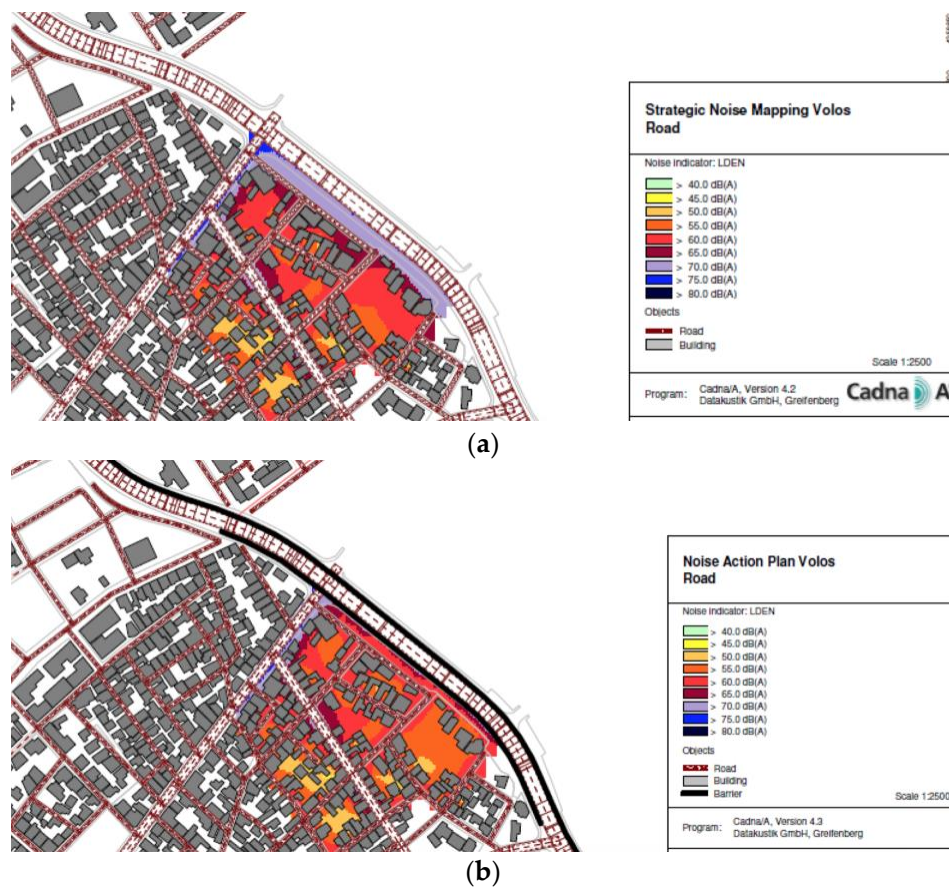 Strategic Noise Mapping Volos
Road
Noise indicator: LDEN
> 40.0 dB(A)
> 45.0 dB(A)
> 50.0 dB(A)
> 55.0 dB(A)
> 60.0 dB(A)
> 65.0 dB(A)
> 70.0 dB(A)
> 75.0 dB(A)
> 80.0 dB(A)
Objects
Road
Building
Scale 1:2500
Program: Cadna/A, Version 4.2
Datakustik GmbH, Greifenberg
Cadna A
(a)
Noise Action Plan Volos
Road
Noise indicator: LDEN
> 40.0 dB(A)
> 45.0 dB(A)
> 50.0 dB(A)
> 55.0 dB(A)
> 60.0 dB(A)
> 65.0 dB(A)
> 70.0 dB(A)
> 75.0 dB(A)
> 80.0 dB(A)
Objects
Road
Building
Barrier
Scale 1:2500
Program: Cadna/A, Version 4.3
Datakustik GmbH, Greifenberg
(b)